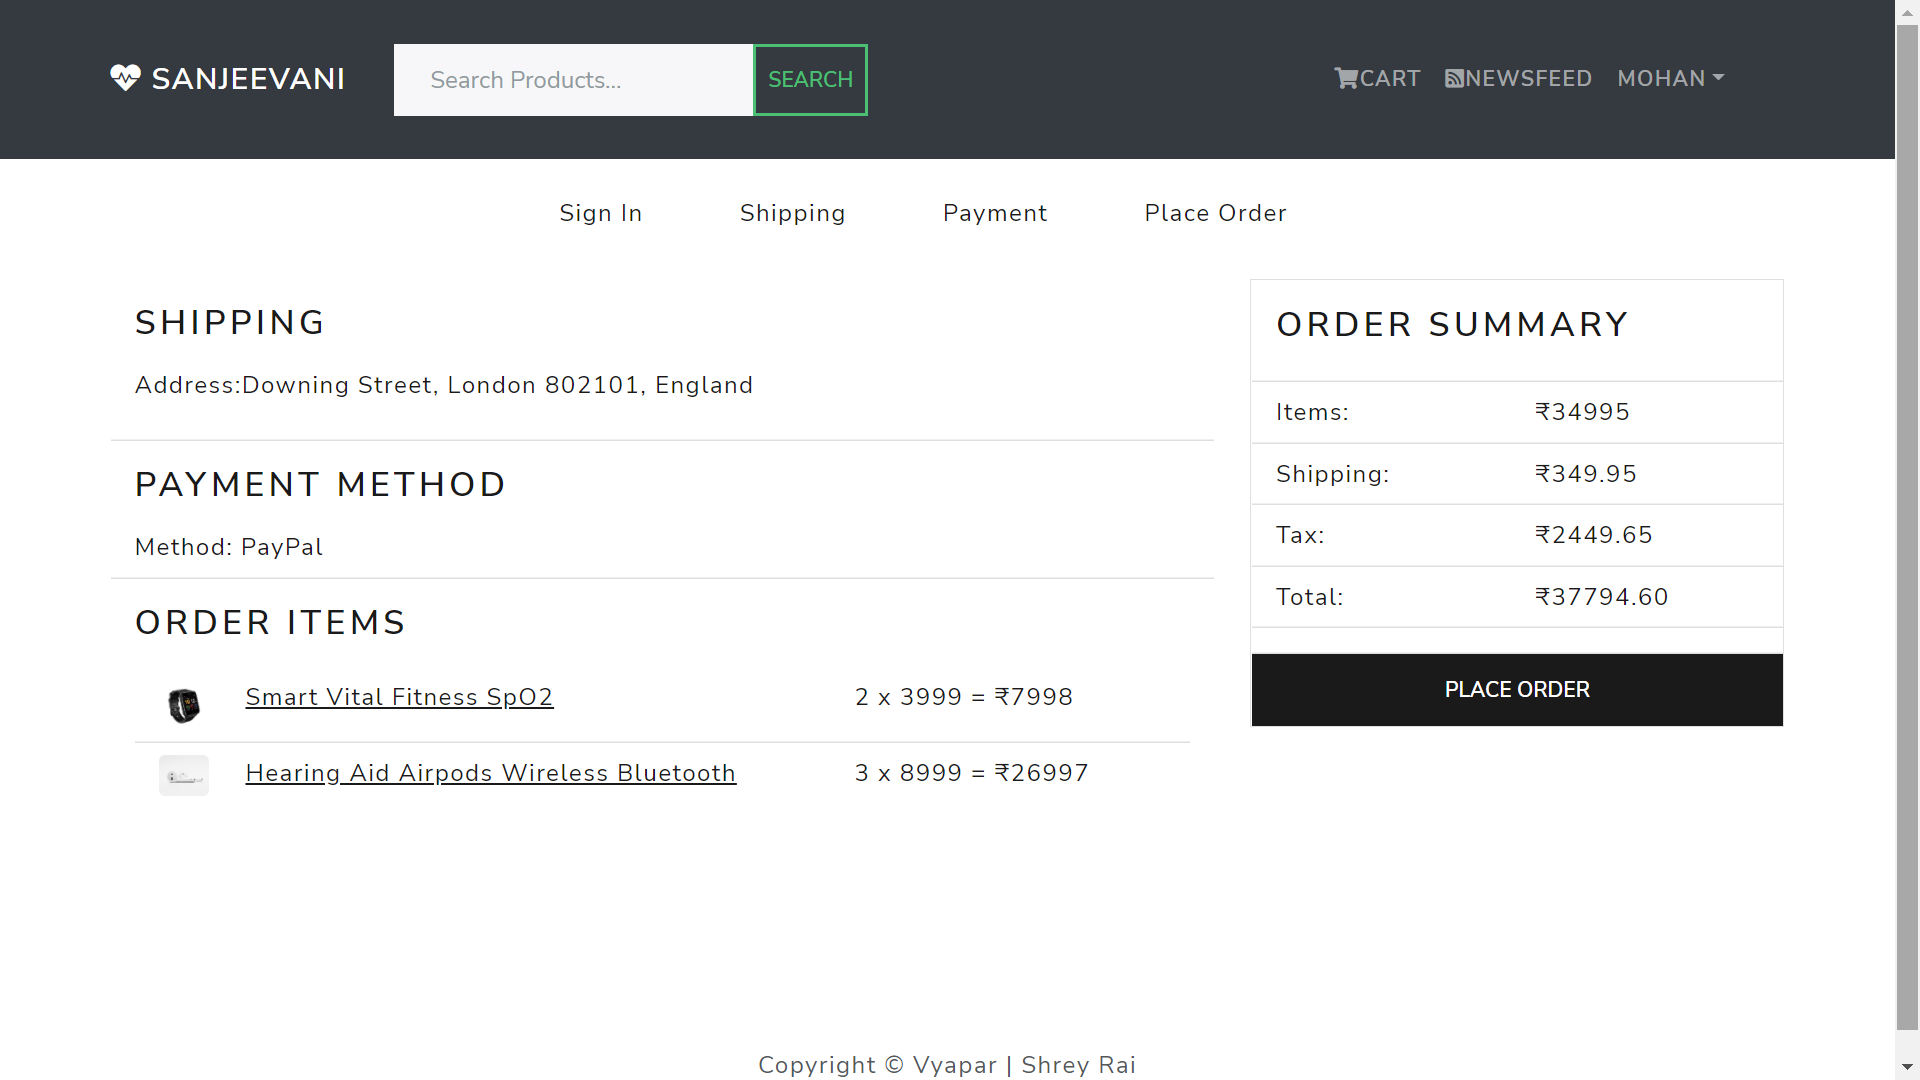 SANJEEVANI
Search Products...
SEARCH
CART
NEWSFEED
MOHAN
Sign In
Shipping
Payment
Place Order
SHIPPING
Address:Downing Street, London 802101, England
PAYMENT METHOD
Method: PayPal
ORDER ITEMS
Smart Vital Fitness SpO2 2 x 3999 = ₹7998
Hearing Aid Airpods Wireless Bluetooth 3 x 8999 = ₹26997
ORDER SUMMARY
Items: ₹34995
Shipping: ₹349.95
Tax: ₹2449.65
Total: ₹37794.60
PLACE ORDER
Copyright © Vyapar | Shrey Rai